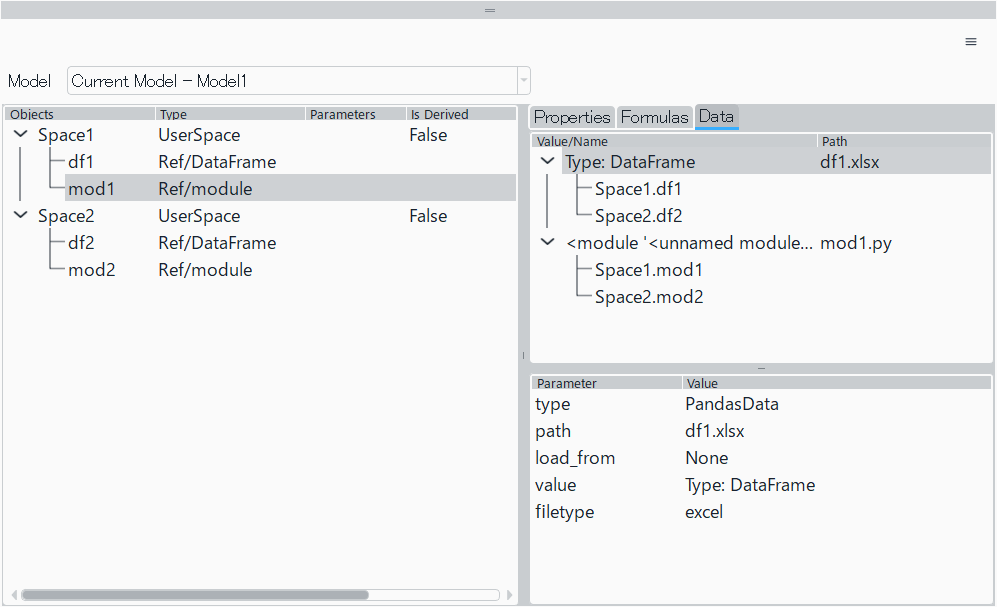 Model Current Model - Model1
Objects Type Parameters Is Derived
Space1 UserSpace False
df1 Ref/DataFrame
mod1 Ref/module
Space2 UserSpace False
df2 Ref/DataFrame
mod2 Ref/module
Properties Formulas Data
Value/Name Path
Type: DataFrame df1.xlsx
Space1.df1
Space2.df2
<module '<unnamed module... mod1.py
Space1.mod1
Space2.mod2
Parameter Value
type PandasData
path df1.xlsx
load_from None
value Type: DataFrame
filetype excel